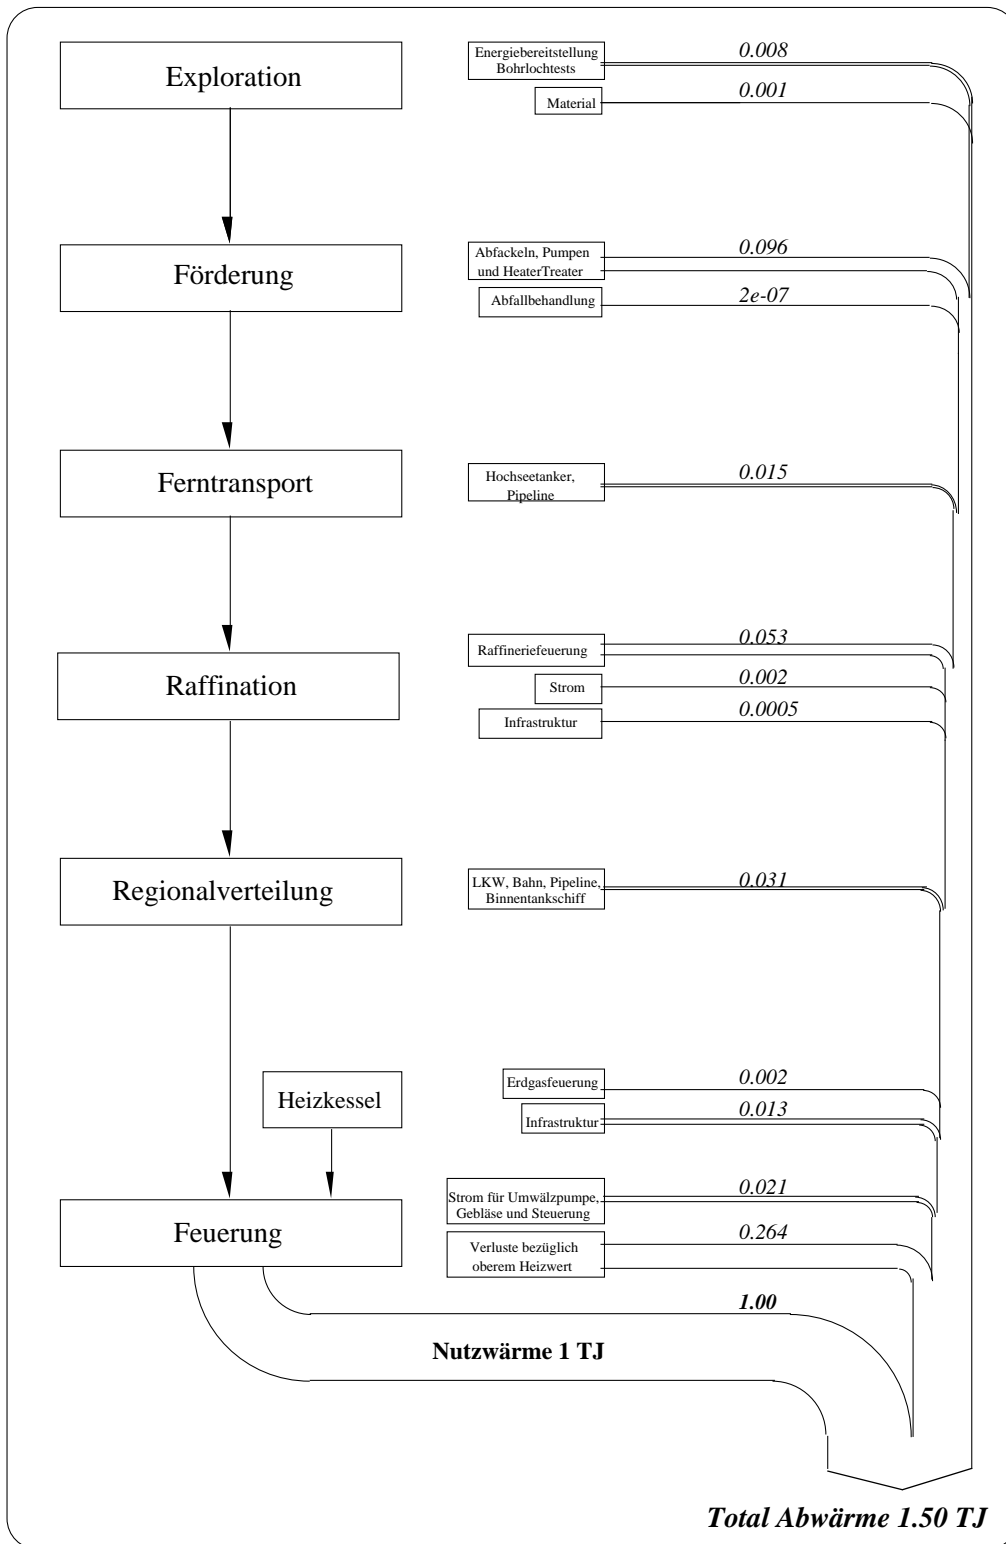 Exploration
Energiebereitstellung
Bohrlochtests
0.008
Material
0.001
Förderung
Abfackeln, Pumpen
und HeaterTreater
0.096
Abfallbehandlung
2e-07
Ferntransport
Hochseetanker,
Pipeline
0.015
Raffination
Raffineriefeuerung
0.053
Strom
0.002
Infrastruktur
0.0005
Regionalverteilung
LKW, Bahn, Pipeline,
Binnentankschiff
0.031
Heizkessel
Erdgasfeuerung
0.002
Infrastruktur
0.013
Feuerung
Strom für Umwälzpumpe,
Gebläse und Steuerung
0.021
Verluste bezüglich
oberem Heizwert
0.264
1.00
Nutzwärme 1 TJ
Total Abwärme 1.50 TJ